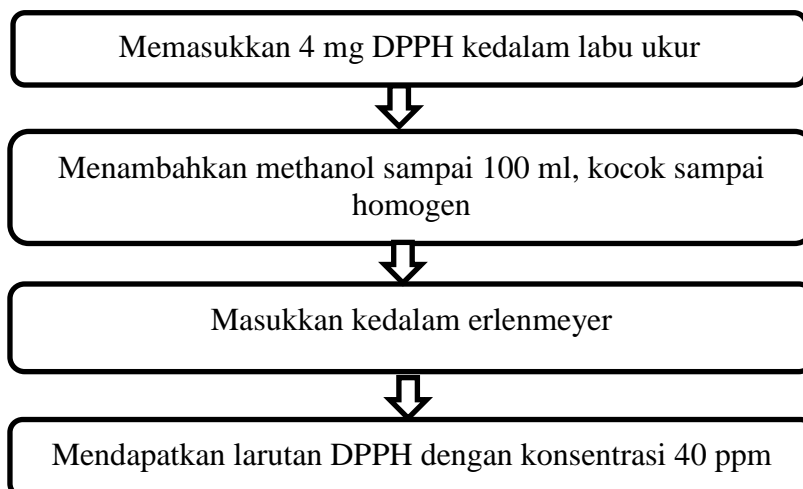 Memasukkan 4 mg DPPH kedalam labu ukur
Menambahkan methanol sampai 100 ml, kocok sampai
homogen
Masukkan kedalam erlenmeyer
Mendapatkan larutan DPPH dengan konsentrasi 40 ppm